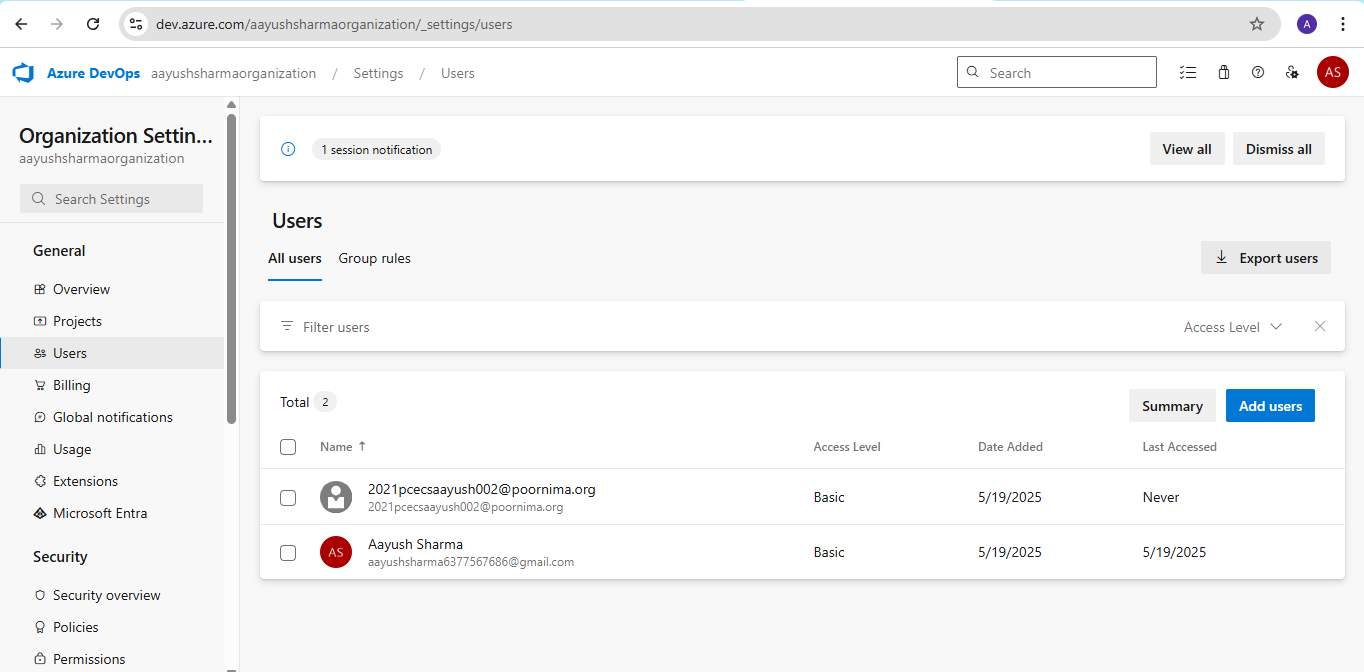 dev.azure.com/aayushsharmaorganization/_settings/users
A
Azure DevOps aayushsharmaorganization / Settings / Users
Search
AS
Organization Settin...
aayushsharmaorganization
Search Settings
General
Overview
Projects
Users
Billing
Global notifications
Usage
Extensions
Microsoft Entra
Security
Security overview
Policies
Permissions
1 session notification
View all
Dismiss all
Users
All users
Group rules
Export users
Filter users
Access Level
Total 2
Summary
Add users
Name ↑ Access Level Date Added Last Accessed
2021pcecsaayush002@poornima.org
2021pcecsaayush002@poornima.org
Basic 5/19/2025 Never
AS
Aayush Sharma
aayushsharma6377567686@gmail.com
Basic 5/19/2025 5/19/2025